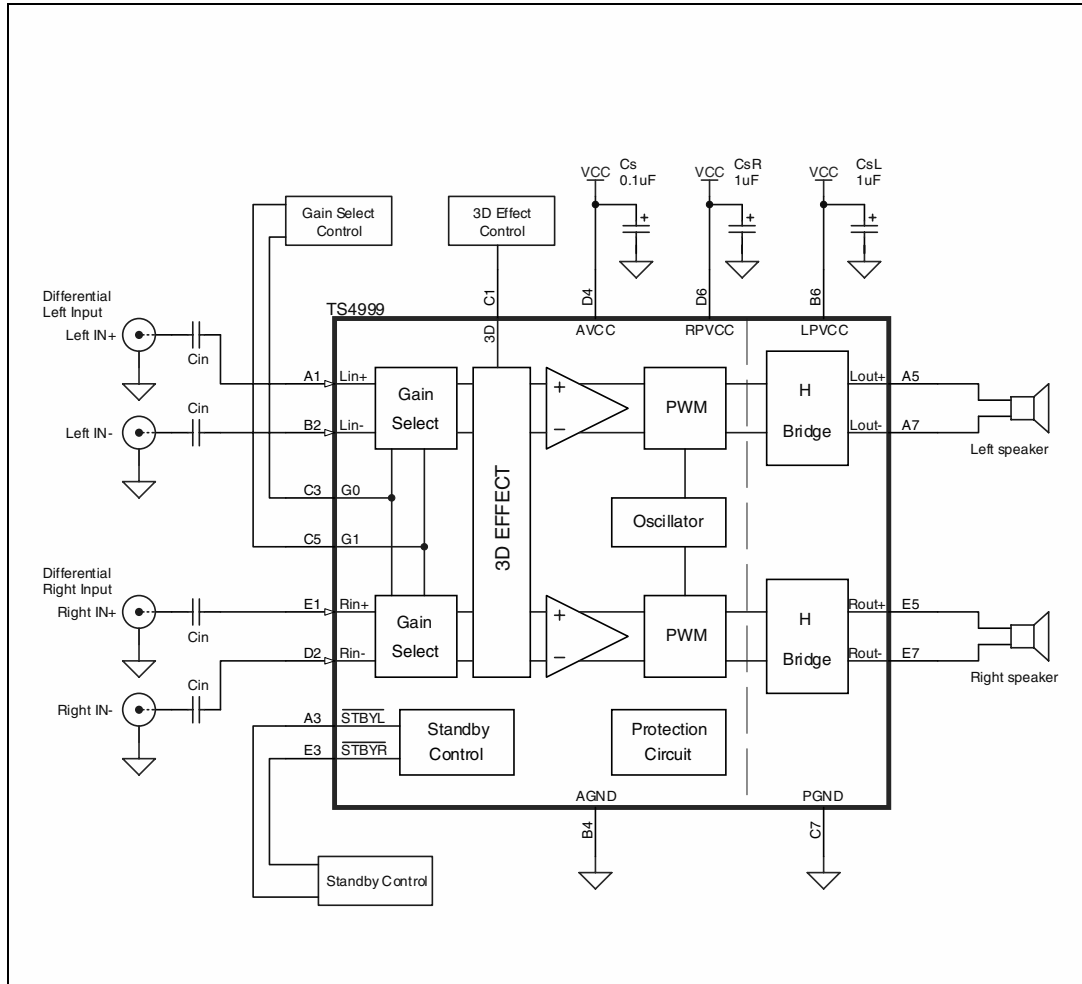 VCC
Cs
0.1uF
VCC
CsR
1uF
VCC
CsL
1uF
Gain Select
Control
3D Effect
Control
C1
D4
D6
B6
TS4999
3D
AVCC
RPVCC
LPVCC
Differential
Left Input
Left IN+
Cin
A1
Lin+
Left IN-
Cin
B2
Lin-
Gain
Select
3D EFFECT
+
−
PWM
H
Bridge
Lout+
A5
Lout-
A7
Left speaker
C3
G0
C5
G1
Oscillator
Differential
Right Input
Right IN+
Cin
E1
Rin+
Right IN-
Cin
D2
Rin-
Gain
Select
+
−
PWM
H
Bridge
Rout+
E5
Rout-
E7
Right speaker
A3
STBYL
E3
STBYR
Standby
Control
Protection
Circuit
AGND
PGND
B4
C7
Standby Control